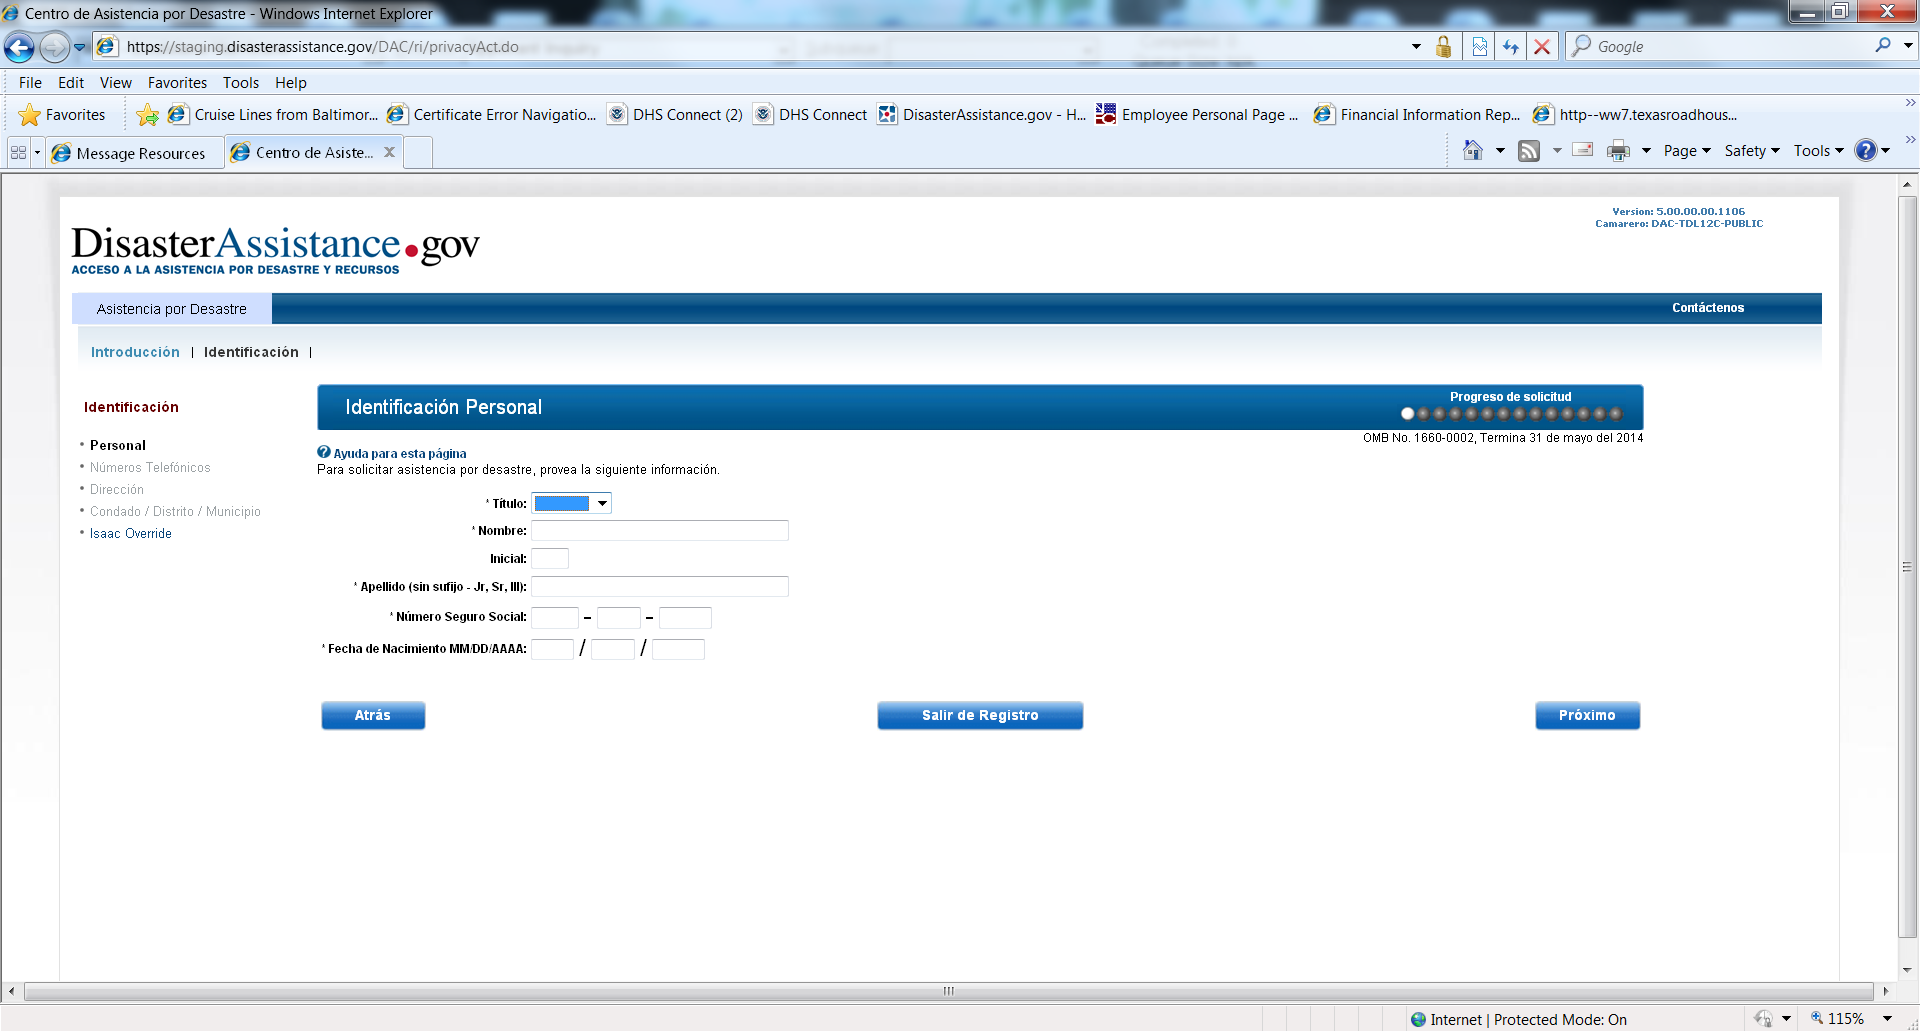 Centro de Asistencia por Desastre - Windows Internet Explorer
https://staging.disasterassistance.gov/DAC/ri/privacyAct.do
Google
File Edit View Favorites Tools Help
Favorites Cruise Lines from Baltimor... Certificate Error Navigatio... DHS Connect (2) DHS Connect DisasterAssistance.gov - H... Employee Personal Page ... Financial Information Rep... http--ww7.texasroadhous...
Message Resources Centro de Asiste... Page Safety Tools
Version: 5.00.00.00.1106
Camarero: DAC-TDL12C-PUBLIC
DisasterAssistance.gov
ACCESO A LA ASISTENCIA POR DESASTRE Y RECURSOS
Asistencia por Desastre Contáctenos
Introducción | Identificación |
Identificación
Personal
Números Telefónicos
Dirección
Condado / Distrito / Municipio
Isaac Override
Identificación Personal
Progreso de solicitud
OMB No. 1660-0002, Termina 31 de mayo del 2014
Ayuda para esta página
Para solicitar asistencia por desastre, provea la siguiente información.
* Título:
* Nombre:
Inicial:
* Apellido (sin sufijo - Jr, Sr, III):
* Número Seguro Social: - -
* Fecha de Nacimiento MM/DD/AAAA: / /
Atrás Salir de Registro Próximo
Internet | Protected Mode: On 115%